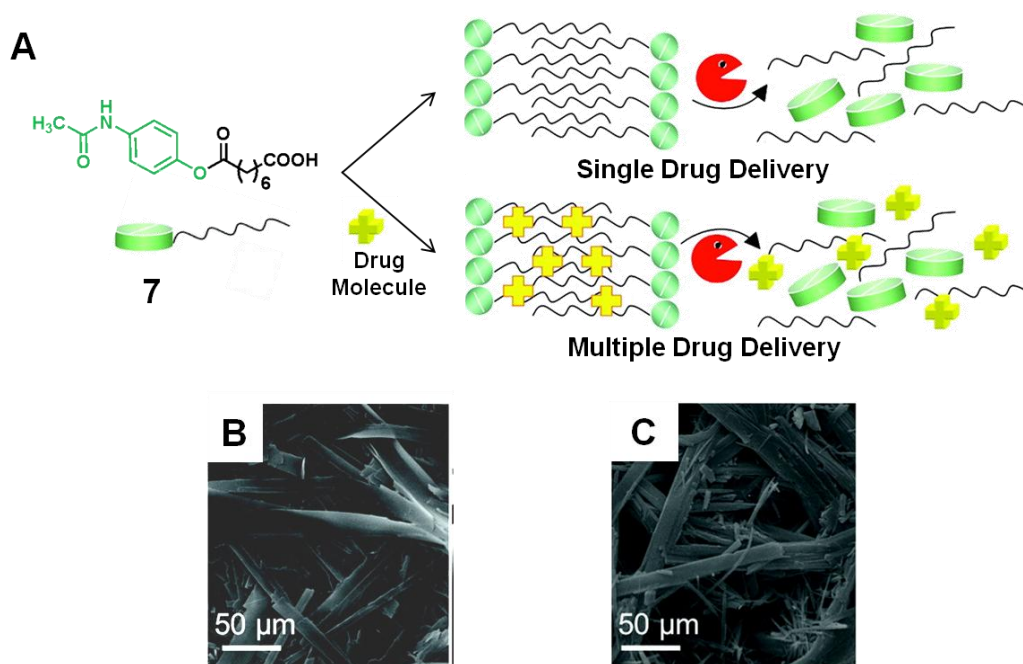 A
H
N
H3C
O
O
O
COOH
6
7
Drug
Molecule
Single Drug Delivery
Multiple Drug Delivery
B
50 µm
C
50 µm